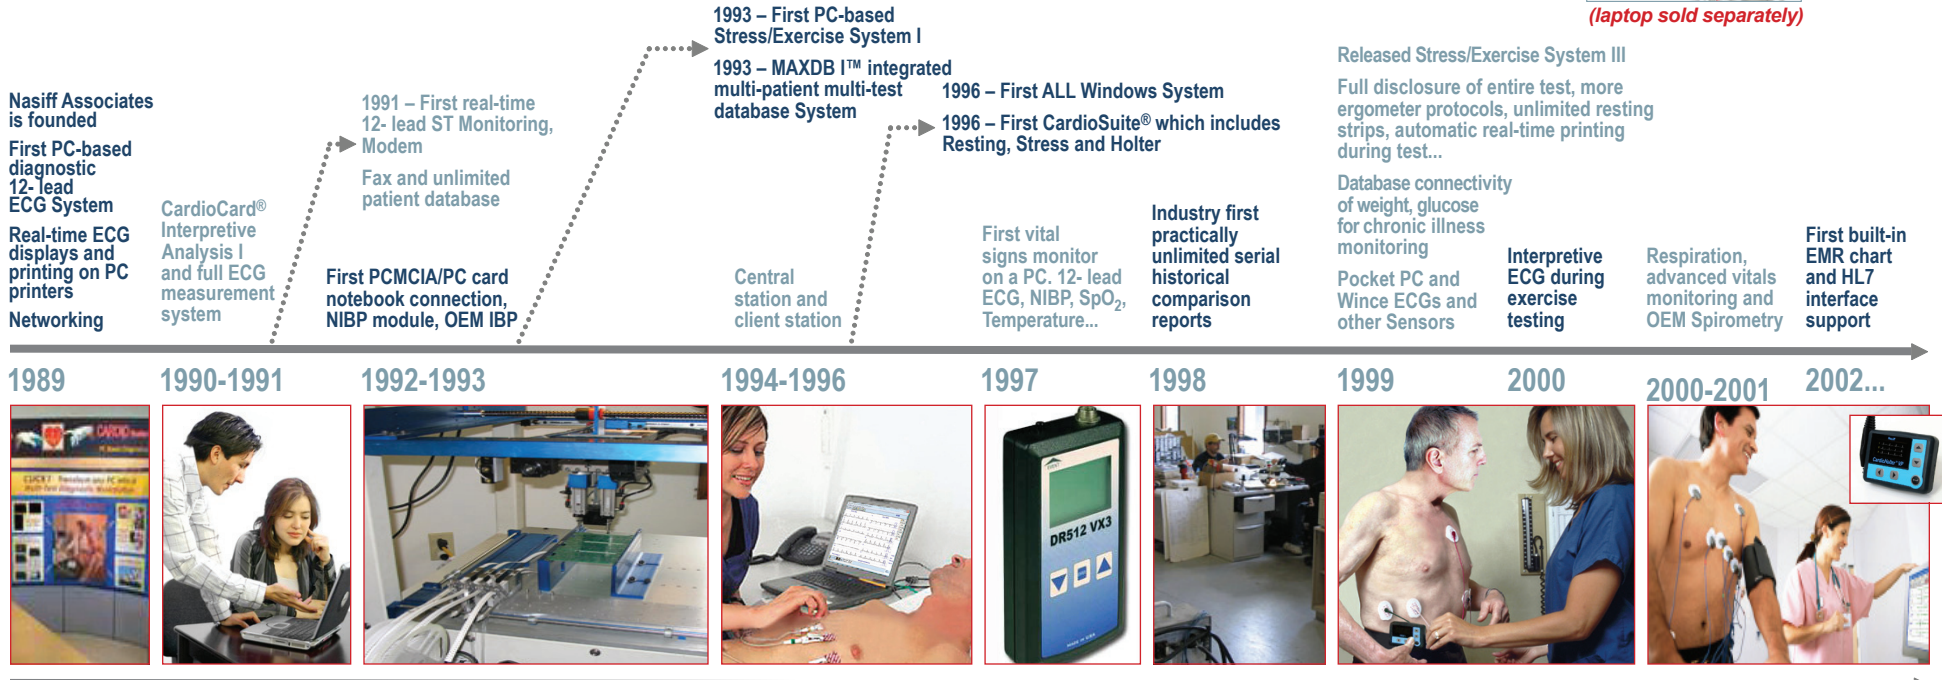 (laptop sold separately)
Nasiff Associates
is founded
First PC-based
diagnostic
12- lead
ECG System
Real-time ECG
displays and
printing on PC
printers
Networking
CardioCard®
Interpretive
Analysis I
and full ECG
measurement
system
1991 – First real-time
12- lead ST Monitoring,
Modem
Fax and unlimited
patient database
First PCMCIA/PC card
notebook connection,
NIBP module, OEM IBP
1993 – First PC-based
Stress/Exercise System I
1993 – MAXDB I™ integrated
multi-patient multi-test
database System
Central
station and
client station
1996 – First ALL Windows System
1996 – First CardioSuite® which includes
Resting, Stress and Holter
First vital
signs monitor
on a PC. 12- lead
ECG, NIBP, SpO2,
Temperature...
Industry first
practically
unlimited serial
historical
comparison
reports
Released Stress/Exercise System III
Full disclosure of entire test, more
ergometer protocols, unlimited resting
strips, automatic real-time printing
during test...
Database connectivity
of weight, glucose
for chronic illness
monitoring
Pocket PC and
Wince ECGs and
other Sensors
Interpretive
ECG during
exercise
testing
Respiration,
advanced vitals
monitoring and
OEM Spirometry
First built-in
EMR chart
and HL7
interface
support
1989
1990-1991
1992-1993
1994-1996
1997
1998
1999
2000
2000-2001
2002...
CARDIO
DR512 VX3
MADE IN USA